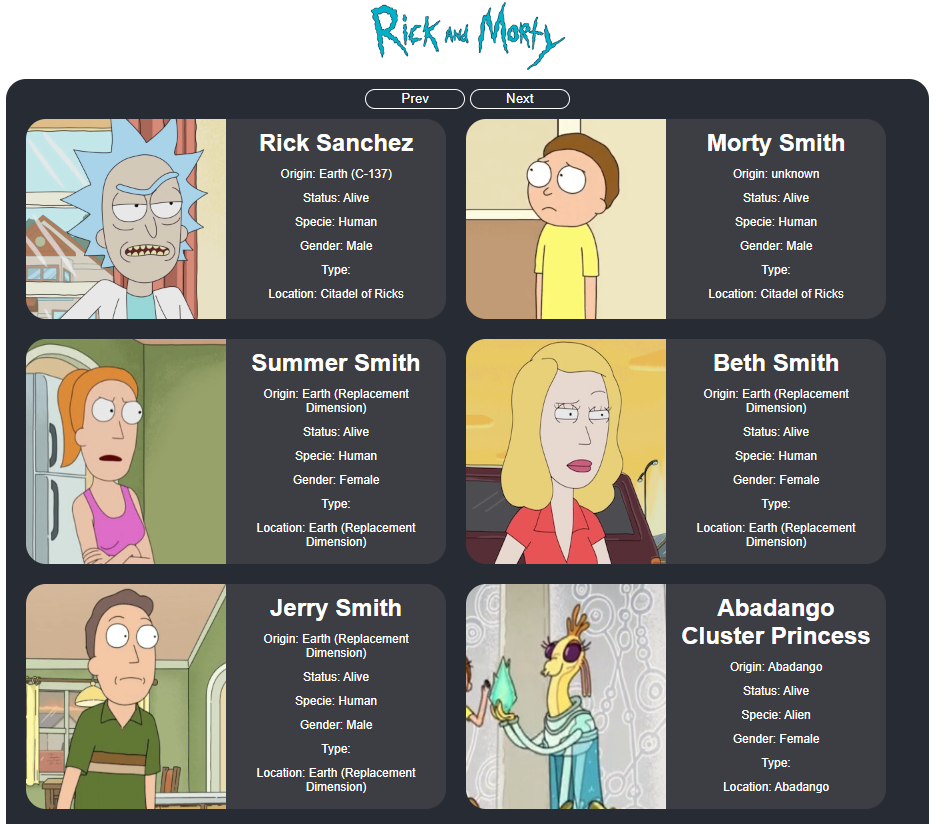 Rick and Morty
Prev Next
Rick Sanchez
Origin: Earth (C-137)
Status: Alive
Specie: Human
Gender: Male
Type:
Location: Citadel of Ricks
Morty Smith
Origin: unknown
Status: Alive
Specie: Human
Gender: Male
Type:
Location: Citadel of Ricks
Summer Smith
Origin: Earth (Replacement
Dimension)
Status: Alive
Specie: Human
Gender: Female
Type:
Location: Earth (Replacement
Dimension)
Beth Smith
Origin: Earth (Replacement
Dimension)
Status: Alive
Specie: Human
Gender: Female
Type:
Location: Earth (Replacement
Dimension)
Jerry Smith
Origin: Earth (Replacement
Dimension)
Status: Alive
Specie: Human
Gender: Male
Type:
Location: Earth (Replacement
Dimension)
Abadango
Cluster Princess
Origin: Abadango
Status: Alive
Specie: Alien
Gender: Female
Type:
Location: Abadango